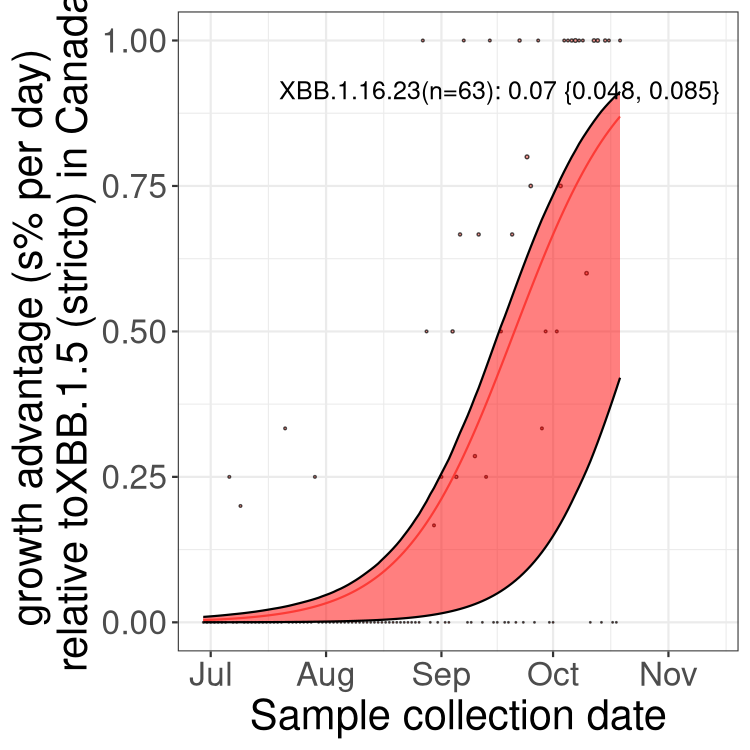 growth advantage (s% per day)
relative toXBB.1.5 (stricto) in Canada
1.00
0.75
0.50
0.25
0.00
XBB.1.16.23(n=63): 0.07 {0.048, 0.085}
Jul Aug Sep Oct Nov
Sample collection date